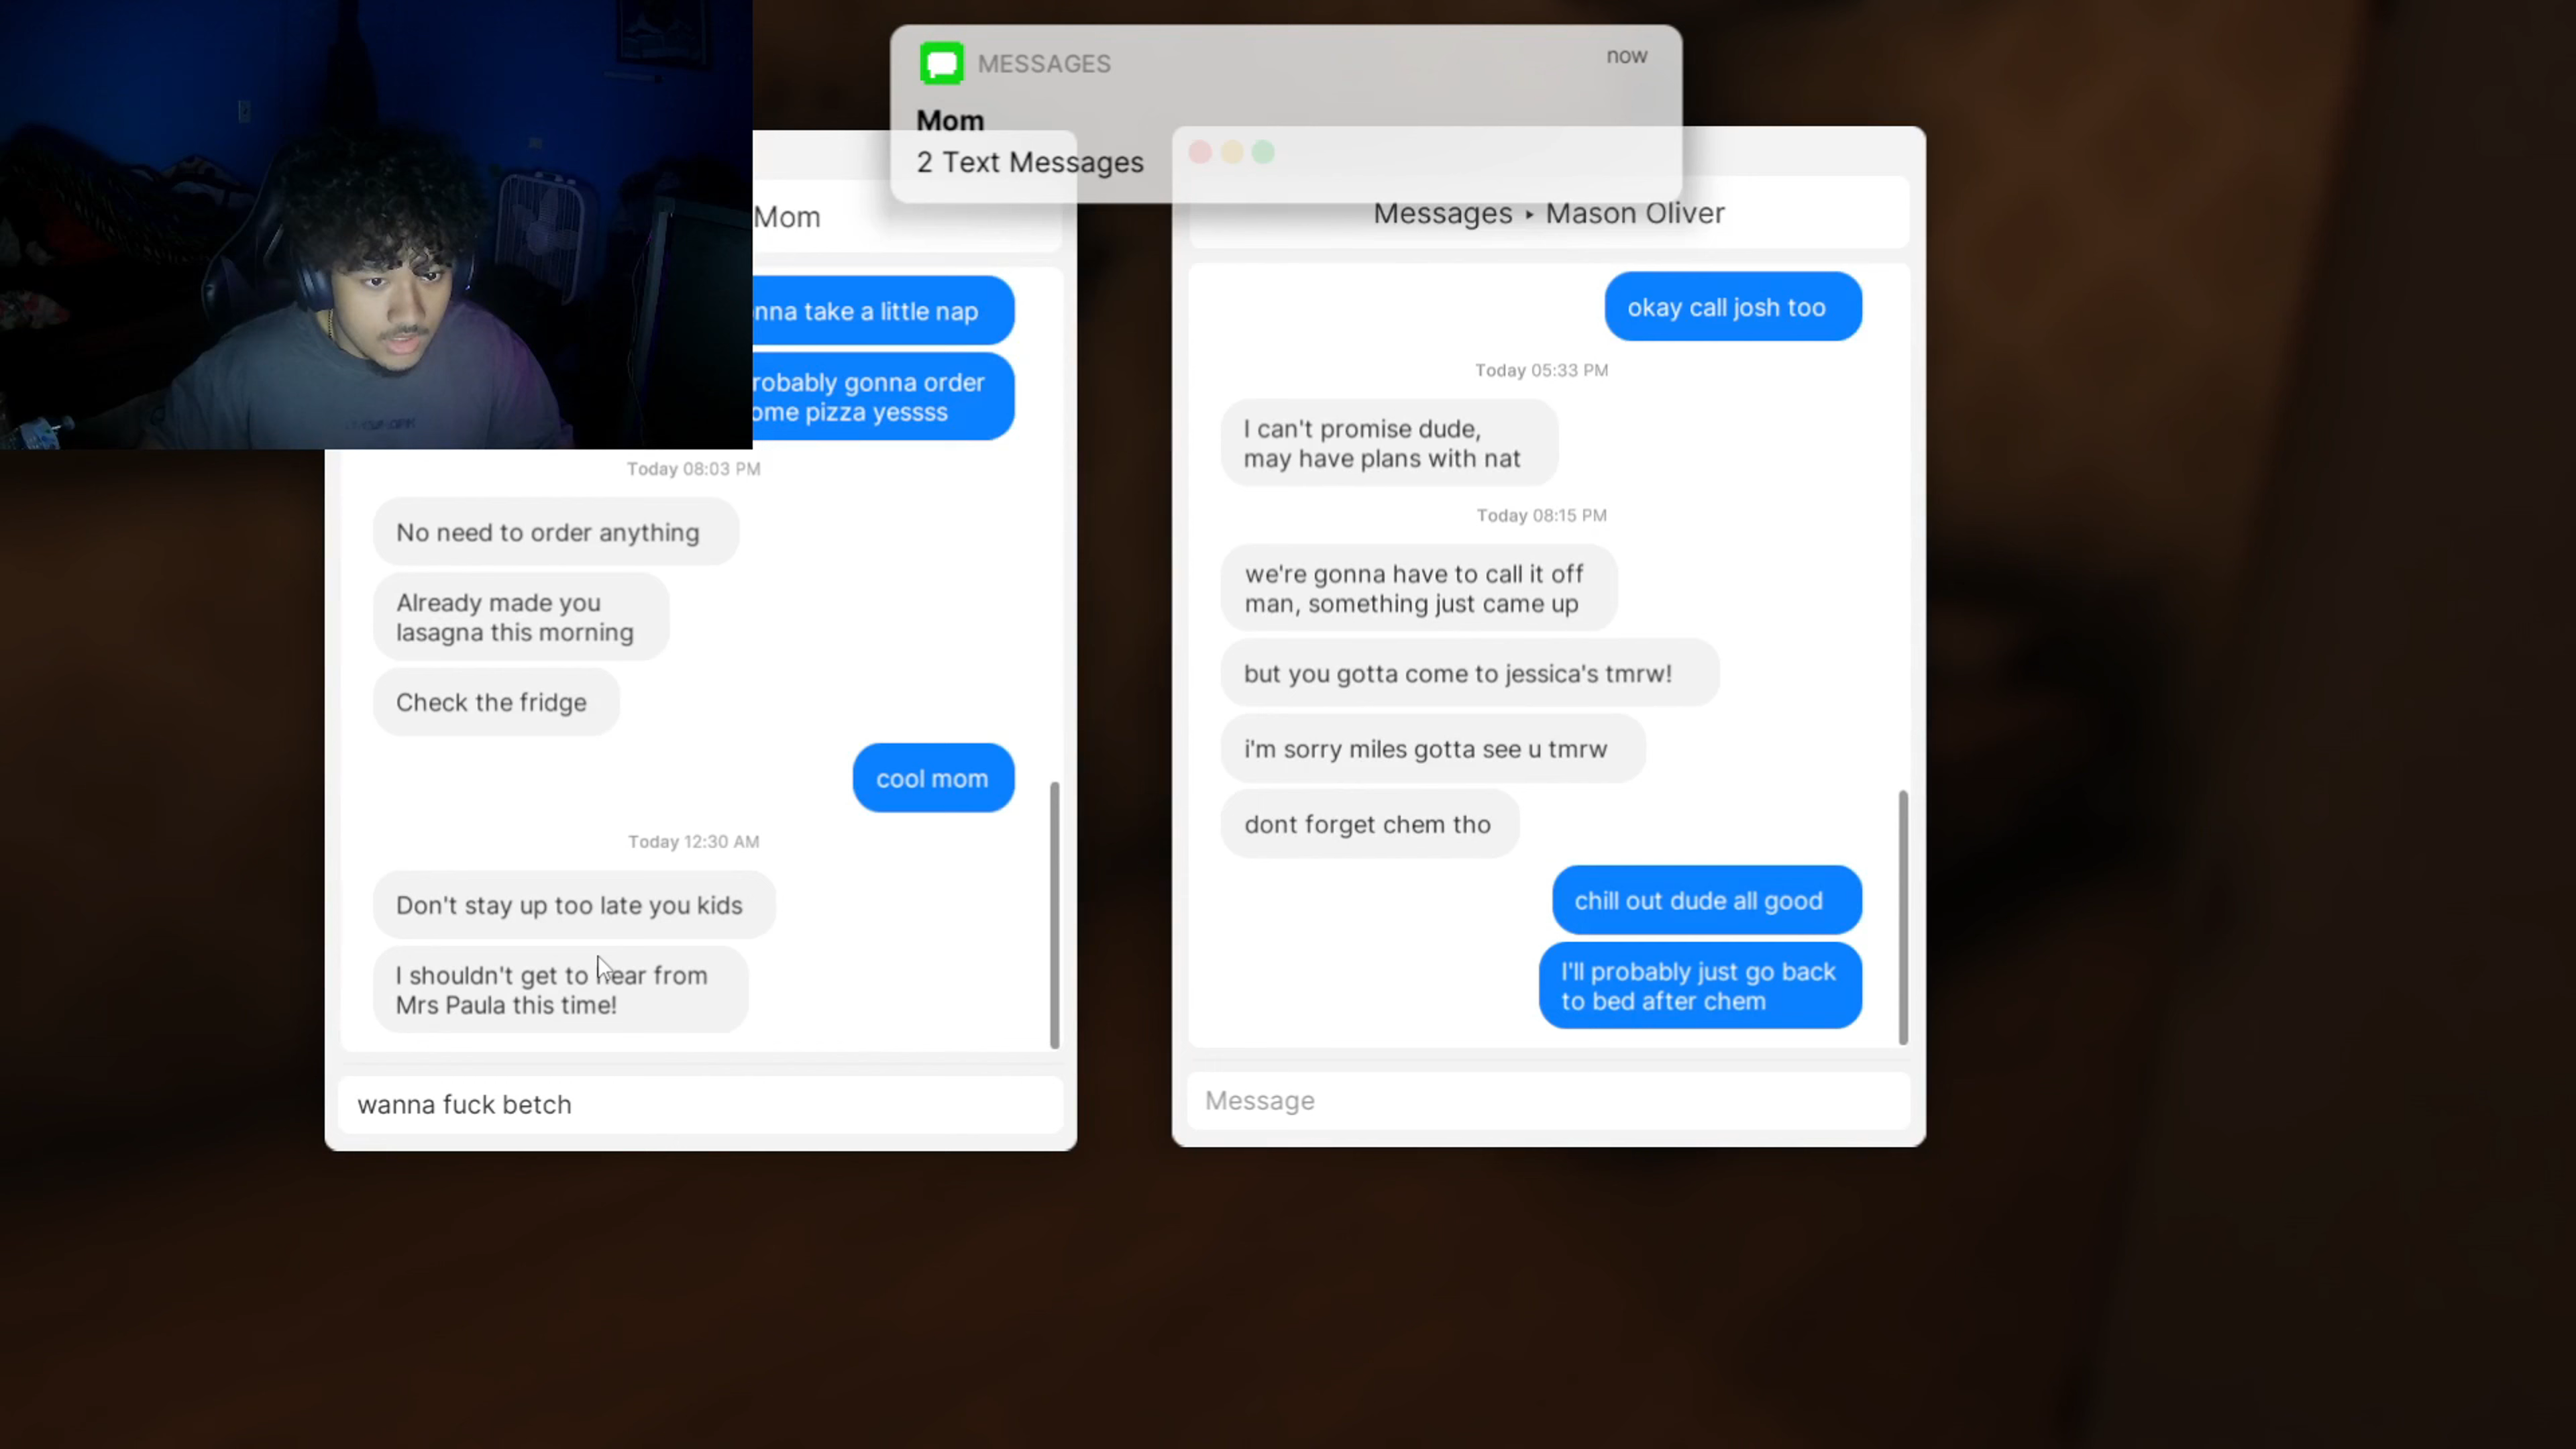 MESSAGES
now
Mom
2 Text Messages
Mom
nna take a little nap
robably gonna order
ome pizza yessss
Today 08:03 PM
No need to order anything
Already made you
lasagna this morning
Check the fridge
cool mom
Today 12:30 AM
Don't stay up too late you kids
I shouldn't get to hear from
Mrs Paula this time!
wanna fuck betch
Messages ‣ Mason Oliver
okay call josh too
Today 05:33 PM
I can't promise dude,
may have plans with nat
Today 08:15 PM
we're gonna have to call it off
man, something just came up
but you gotta come to jessica's tmrw!
i'm sorry miles gotta see u tmrw
dont forget chem tho
chill out dude all good
I'll probably just go back
to bed after chem
Message